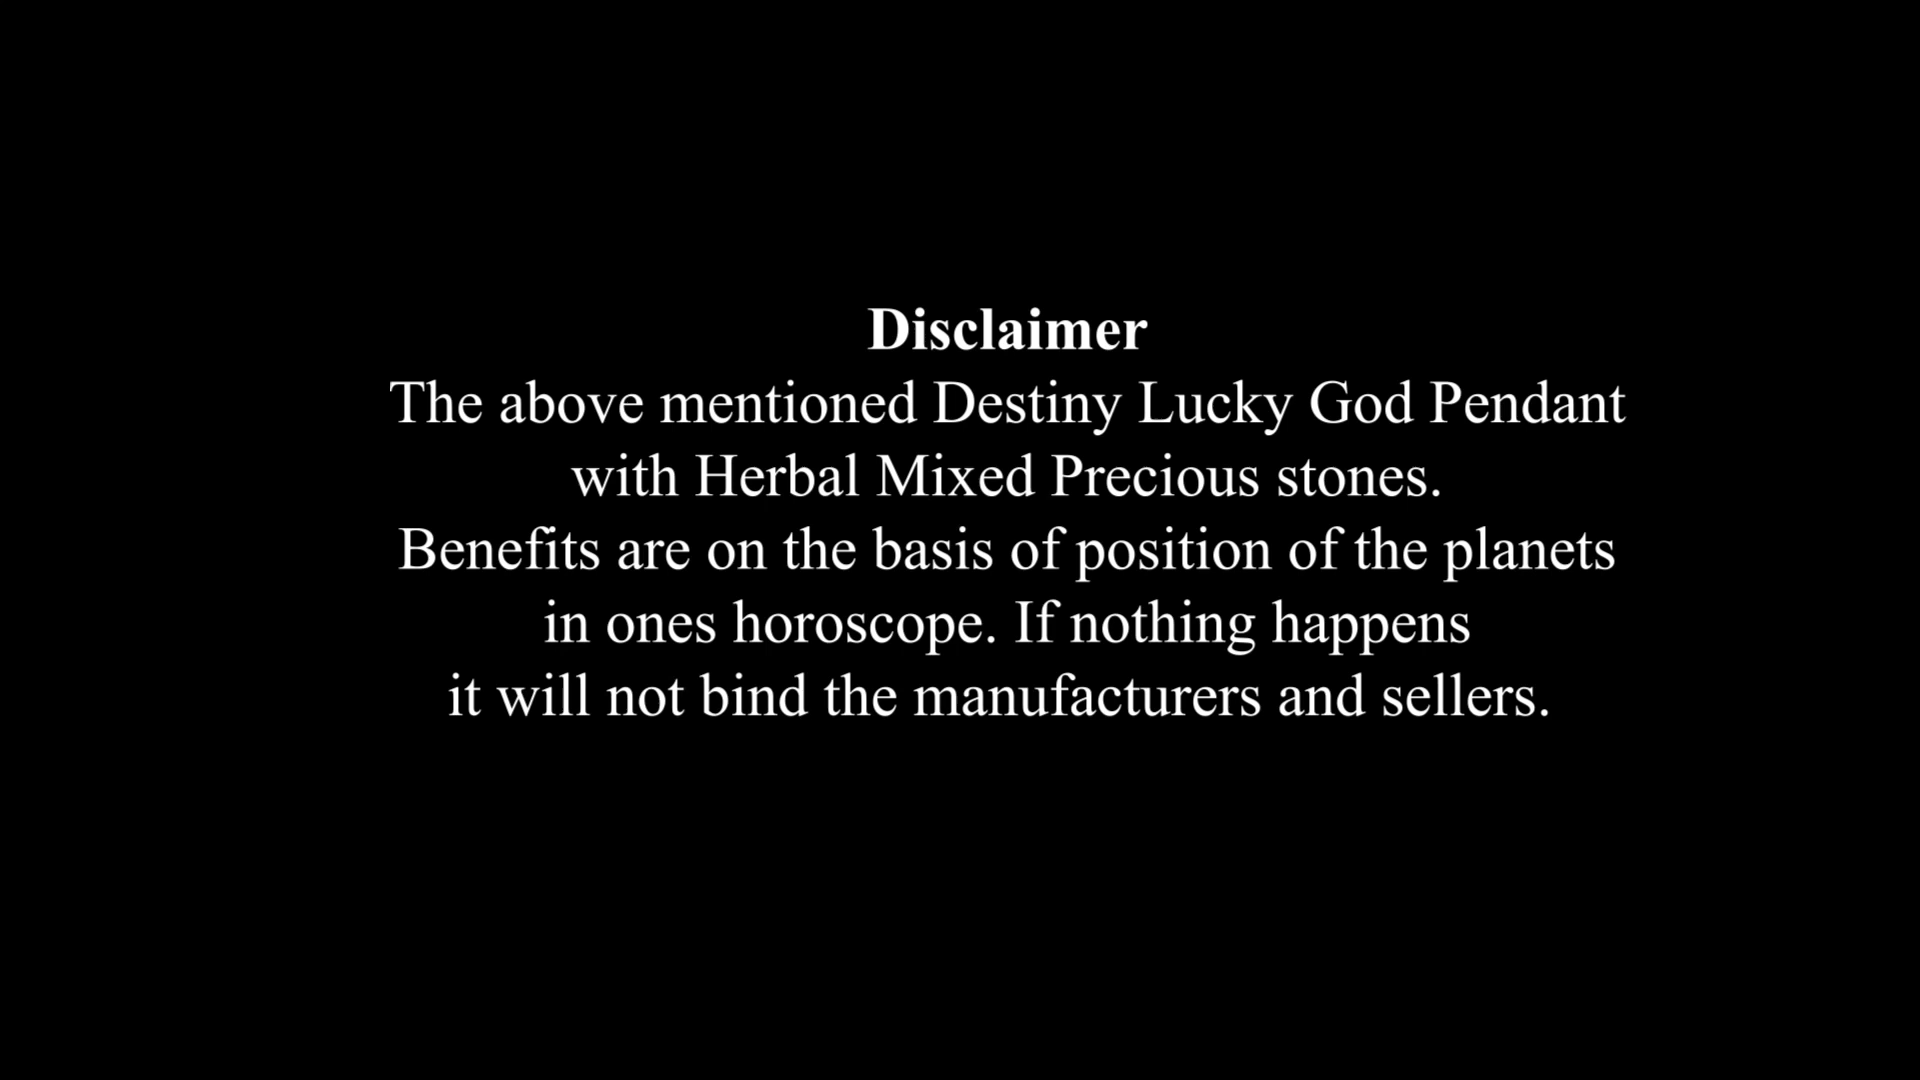 Disclaimer
The above mentioned Destiny Lucky God Pendant
with Herbal Mixed Precious stones.
Benefits are on the basis of position of the planets
in ones horoscope. If nothing happens
it will not bind the manufacturers and sellers.